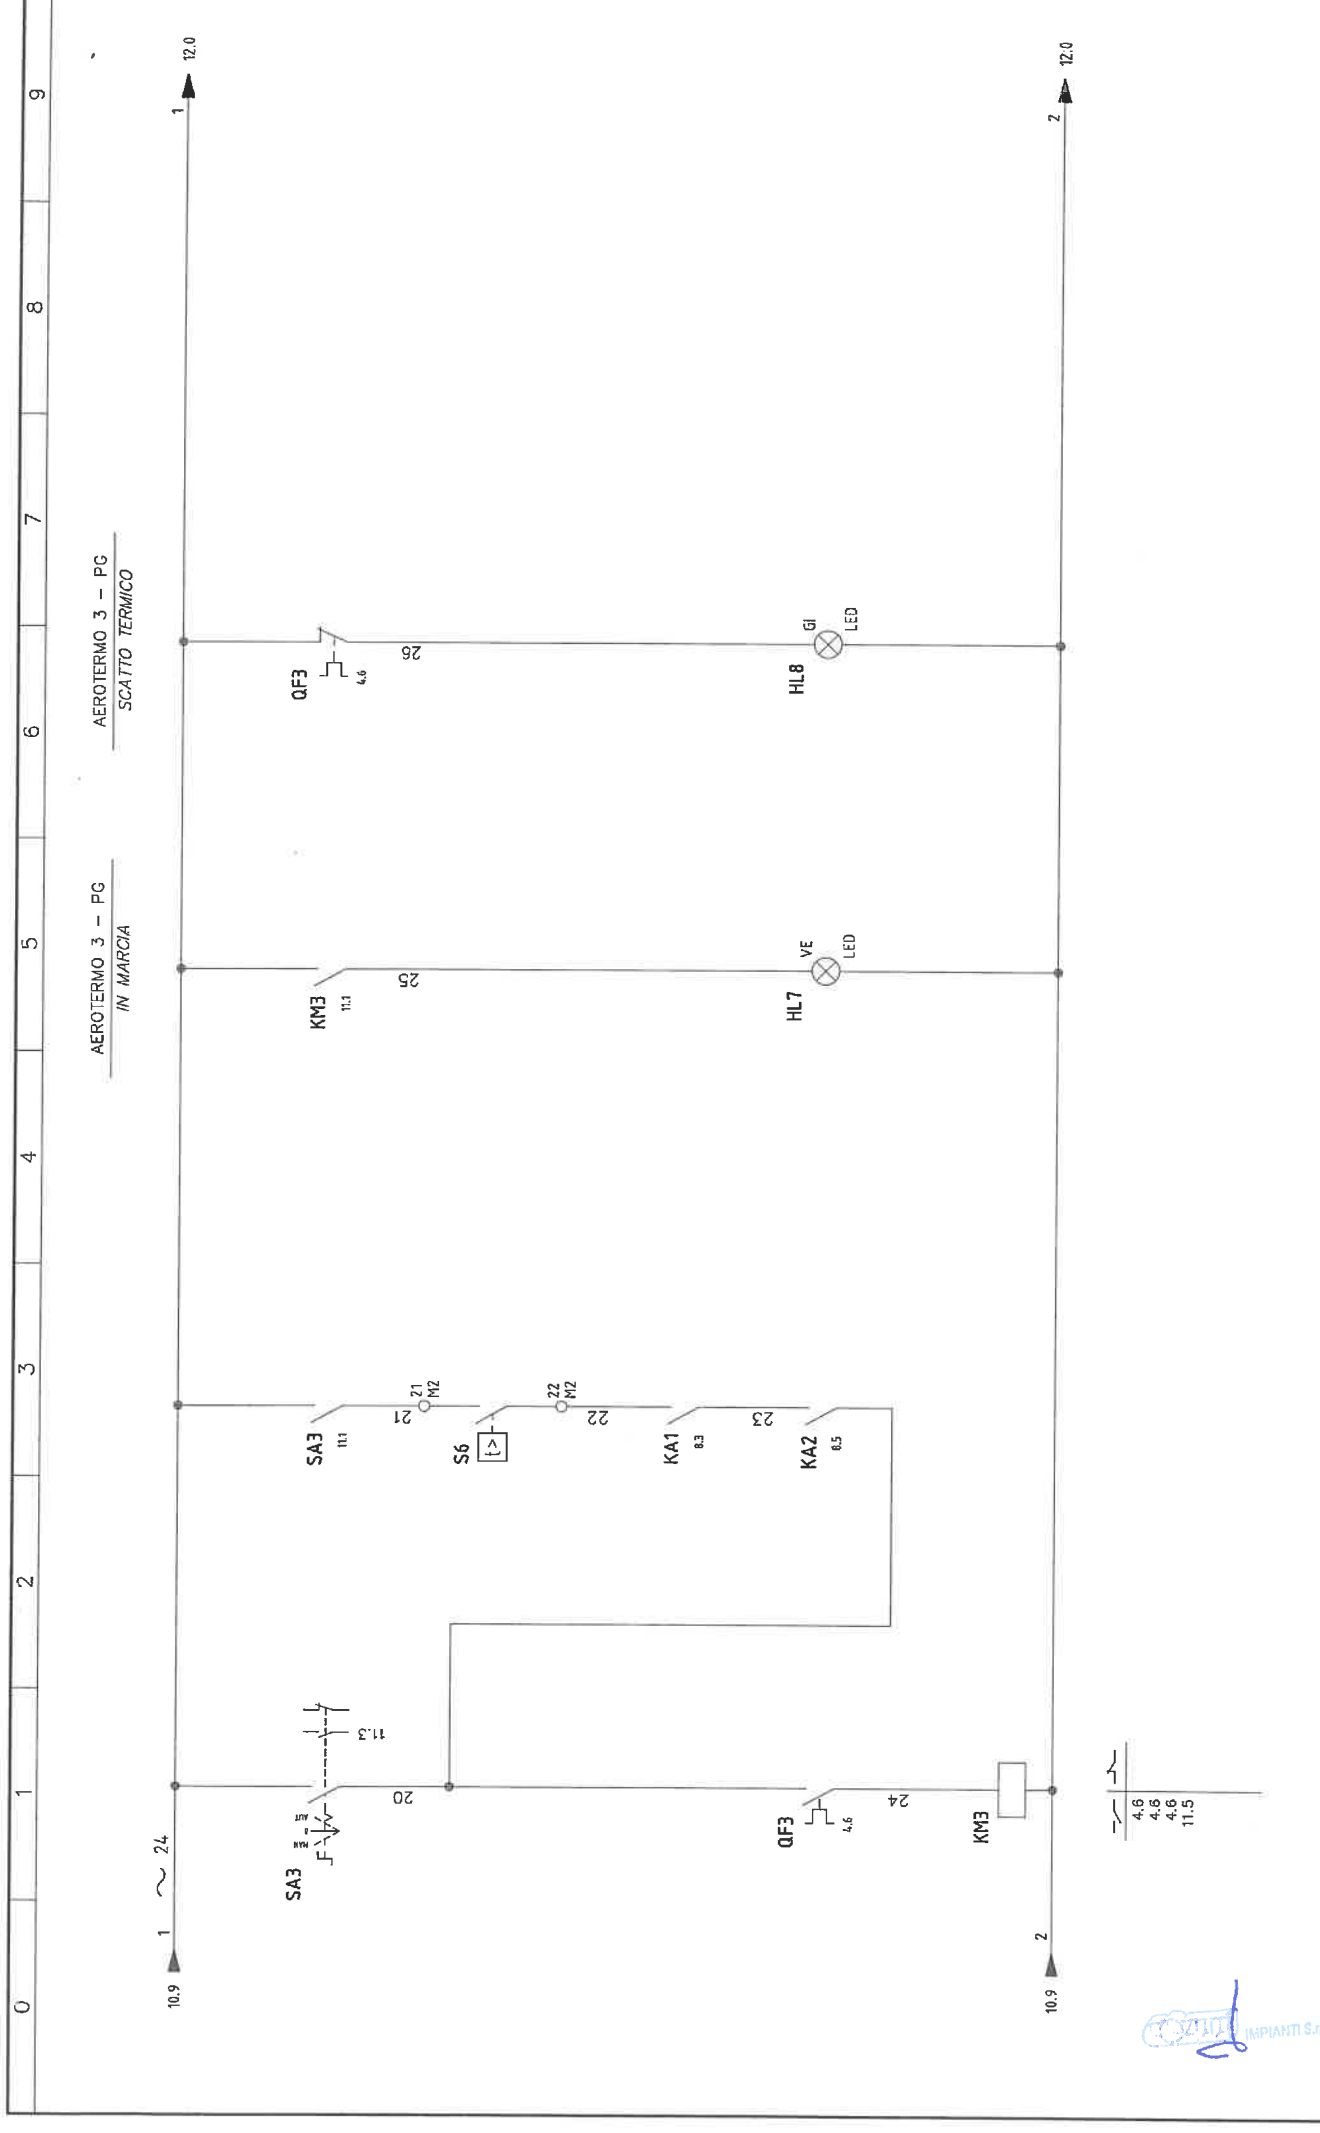 0 1 2 3 4 5 6 7 8 9
AEROTERMO 3 - PG
IN MARCIA
AEROTERMO 3 - PG
SCATTO TERMICO
10.9
1
~ 24
1
12.0
SA3
MAN 0 AUT
11.3
20
SA3
11.1
21
21
M2
S6
t>
22
M2
22
KA1
8.3
23
KA2
8.5
KM3
11.1
25
QF3
4.6
26
QF3
4.6
24
KM3
HL7
VE
LED
HL8
GI
LED
10.9
2
2
12.0
4.6
4.6
4.6
11.5
IMPIANTI S.r